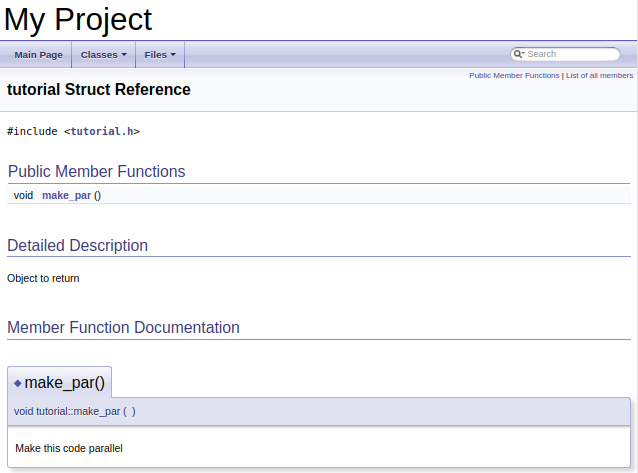 My Project
Main Page Classes Files Search
Public Member Functions | List of all members
tutorial Struct Reference
#include <tutorial.h>
Public Member Functions
void make_par ()
Detailed Description
Object to return
Member Function Documentation
◆ make_par()
void tutorial::make_par ( )
Make this code parallel